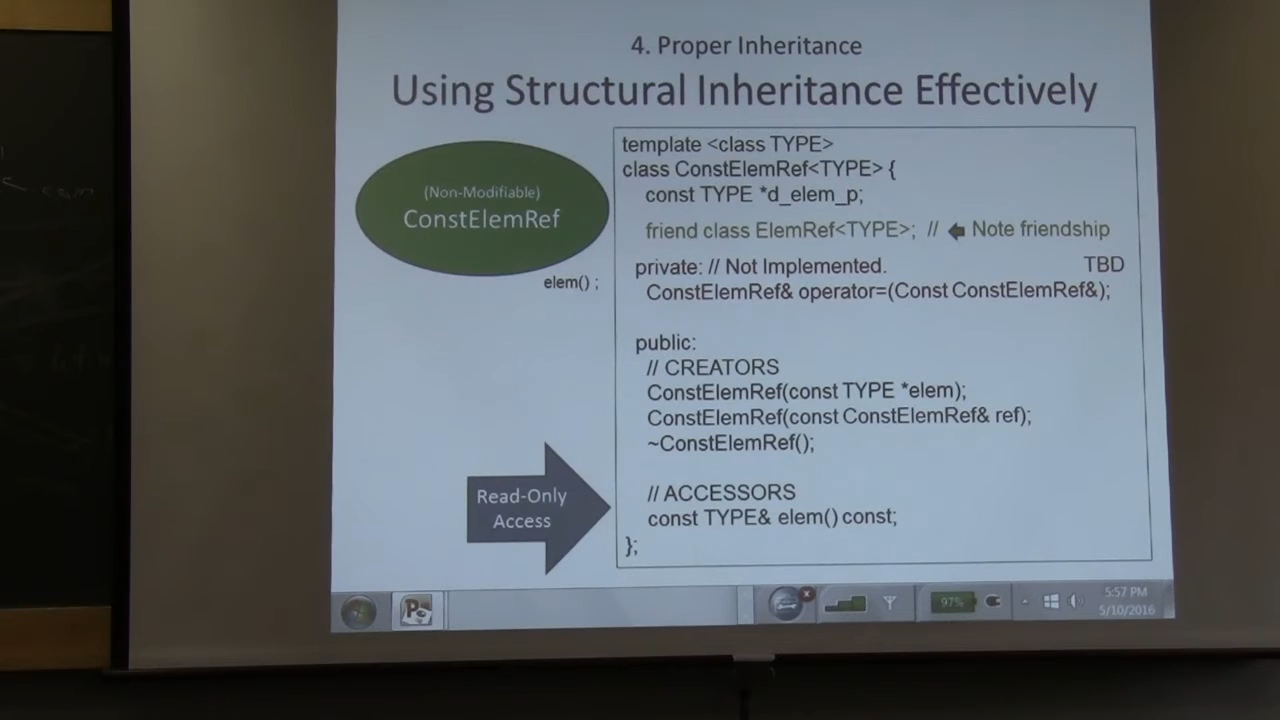 4. Proper Inheritance
Using Structural Inheritance Effectively
(Non-Modifiable)
ConstElemRef
elem() ;
template <class TYPE>
class ConstElemRef<TYPE> {
const TYPE *d_elem_p;
friend class ElemRef<TYPE>; // Note friendship
private: // Not Implemented. TBD
ConstElemRef& operator=(Const ConstElemRef&);
public:
// CREATORS
ConstElemRef(const TYPE *elem);
ConstElemRef(const ConstElemRef& ref);
~ConstElemRef();
// ACCESSORS
const TYPE& elem() const;
};
Read-Only
Access
97%
5:57 PM
5/10/2016